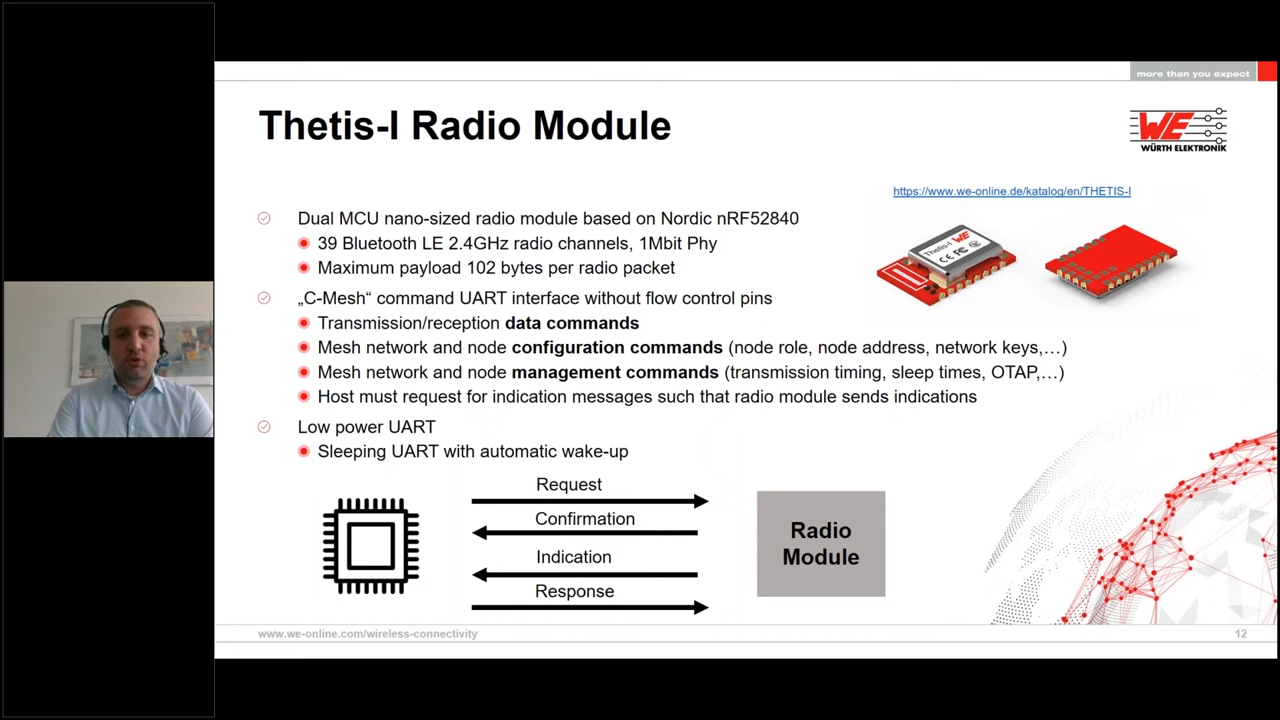 more than you expect
Thetis-I Radio Module
WE
WÜRTH ELEKTRONIK
https://www.we-online.de/katalog/en/THETIS-I
Dual MCU nano-sized radio module based on Nordic nRF52840
39 Bluetooth LE 2.4GHz radio channels, 1Mbit Phy
Maximum payload 102 bytes per radio packet
Thetis-I WE
CE FC
„C-Mesh“ command UART interface without flow control pins
Transmission/reception data commands
Mesh network and node configuration commands (node role, node address, network keys,…)
Mesh network and node management commands (transmission timing, sleep times, OTAP,…)
Host must request for indication messages such that radio module sends indications
Low power UART
Sleeping UART with automatic wake-up
Request
Confirmation
Indication
Response
Radio
Module
www.we-online.com/wireless-connectivity
12